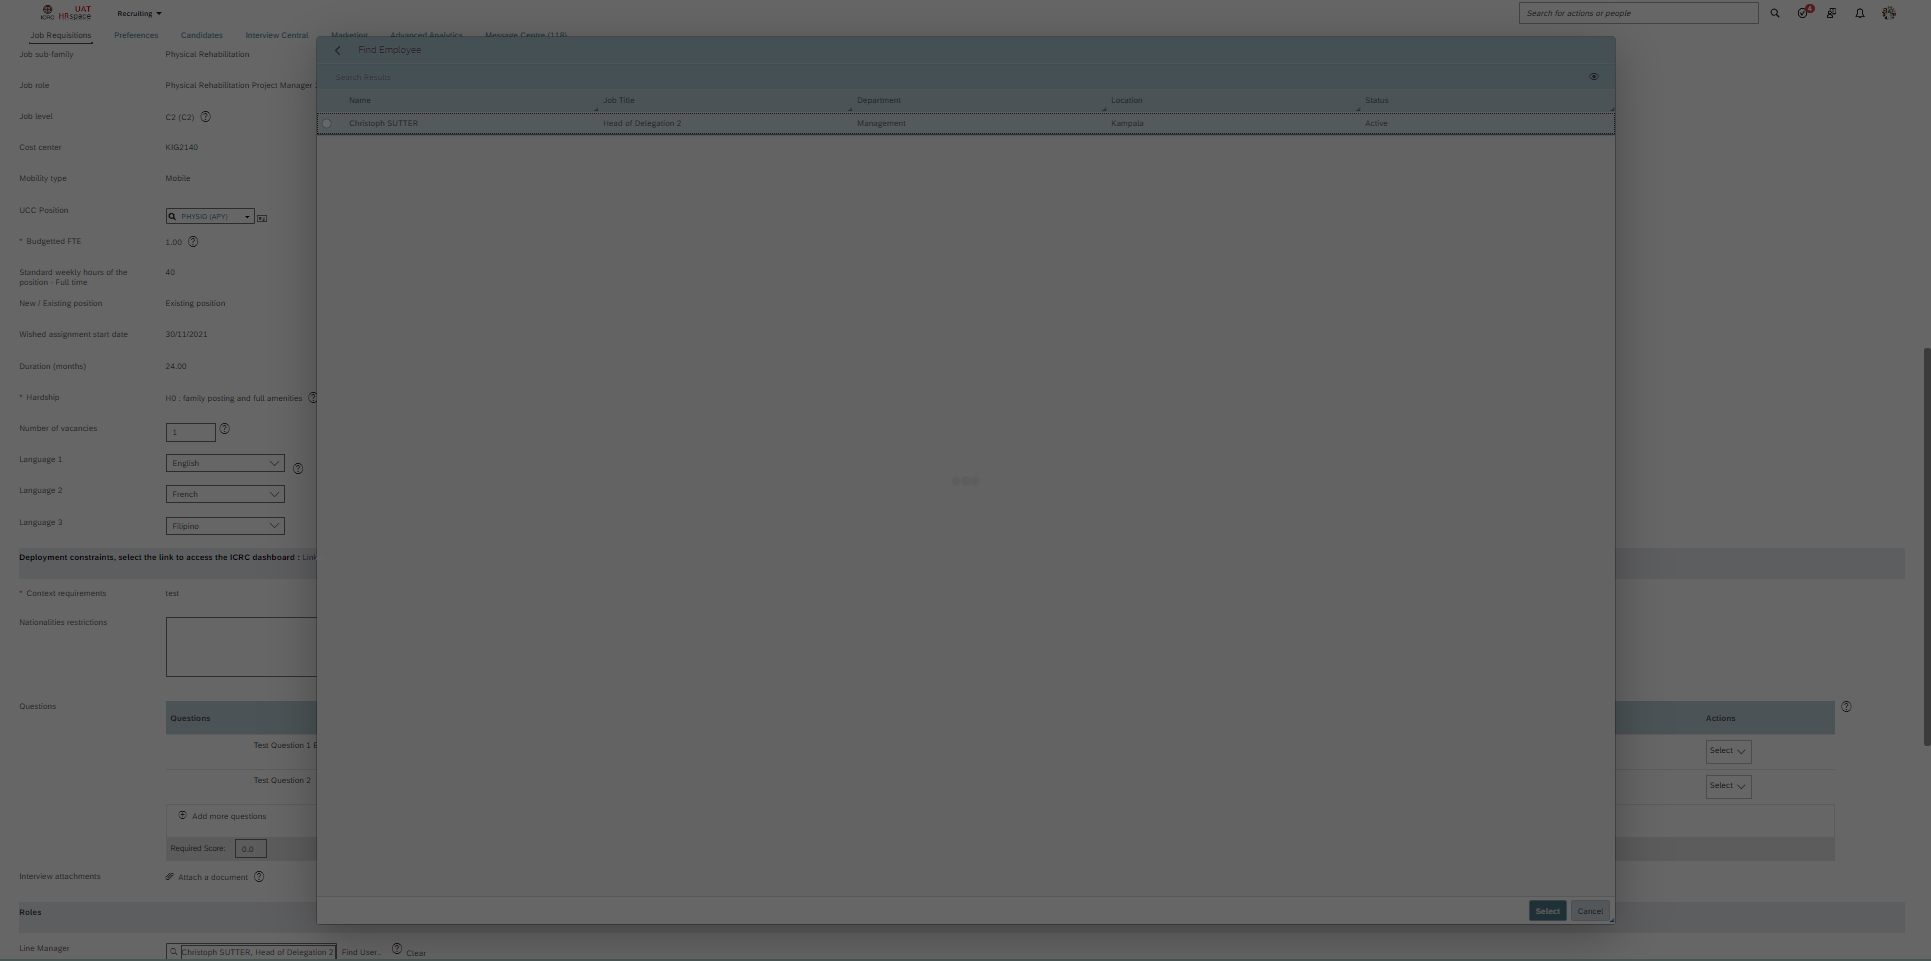 ICRC
UAT
HRspace
Recruiting
Search for actions or people
4
Job Requisitions
Preferences
Candidates
Interview Central
Marketing
Advanced Analytics
Message Centre (118)
Job sub-family
Physical Rehabilitation
Job role
Physical Rehabilitation Project Manager
Job level
C2 (C2)
Cost center
Mobility type
Mobile
UCC Position
PHYSIO (APY)
* Budgetted FTE
1.00
Standard weekly hours of the
position - Full time
40
New / Existing position
Existing position
Wished assignment start date
30/11/2021
Duration (months)
24.00
* Hardship
H0 : family posting and full amenities
Number of vacancies
1
Language 1
English
Language 2
French
Language 3
Filipino
Deployment constraints, select the link to access the ICRC dashboard : Link
* Context requirements
test
Nationalities restrictions
Questions
Questions
Actions
Test Question 1 E
Select
Test Question 2
Select
Add more questions
Required Score:
0.0
Interview attachments
Attach a document
Roles
Line Manager
Christoph SUTTER, Head of Delegation 2
Find User..
Clear
Find Employee
Search Results
Name
Job Title
Department
Location
Status
Christoph SUTTER
Head of Delegation 2
Management
Kampala
Active
Select
Cancel